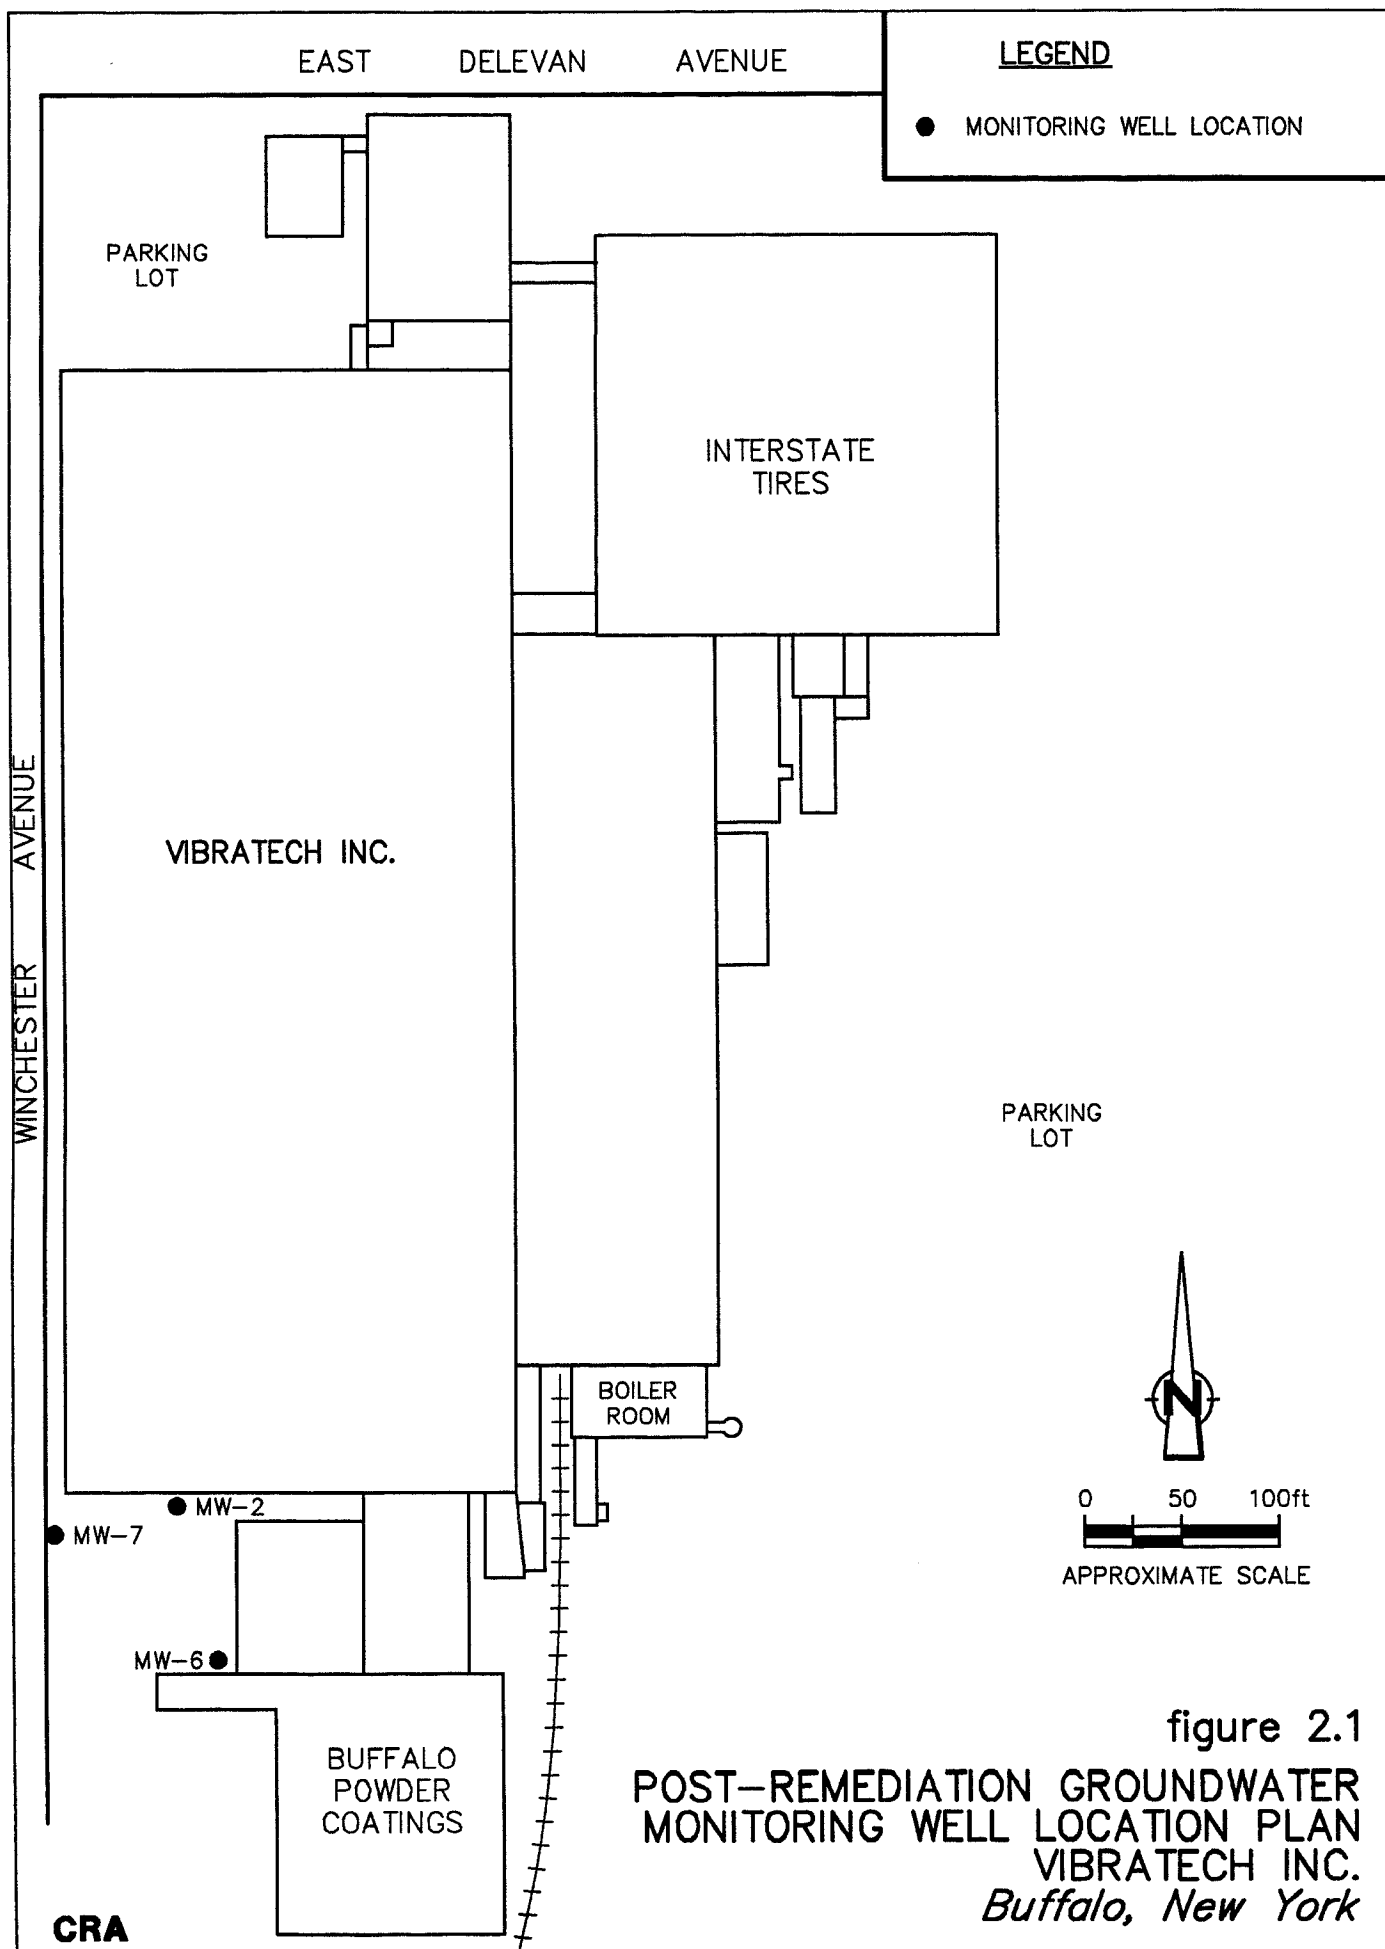 EAST DELEVAN AVENUE
LEGEND
MONITORING WELL LOCATION
PARKING
LOT
INTERSTATE
TIRES
WINCHESTER AVENUE
VIBRATECH INC.
PARKING
LOT
BOILER
ROOM
N
0 50 100ft
APPROXIMATE SCALE
MW-2
MW-7
MW-6
BUFFALO
POWDER
COATINGS
figure 2.1
POST-REMEDIATION GROUNDWATER
MONITORING WELL LOCATION PLAN
VIBRATECH INC.
Buffalo, New York
CRA